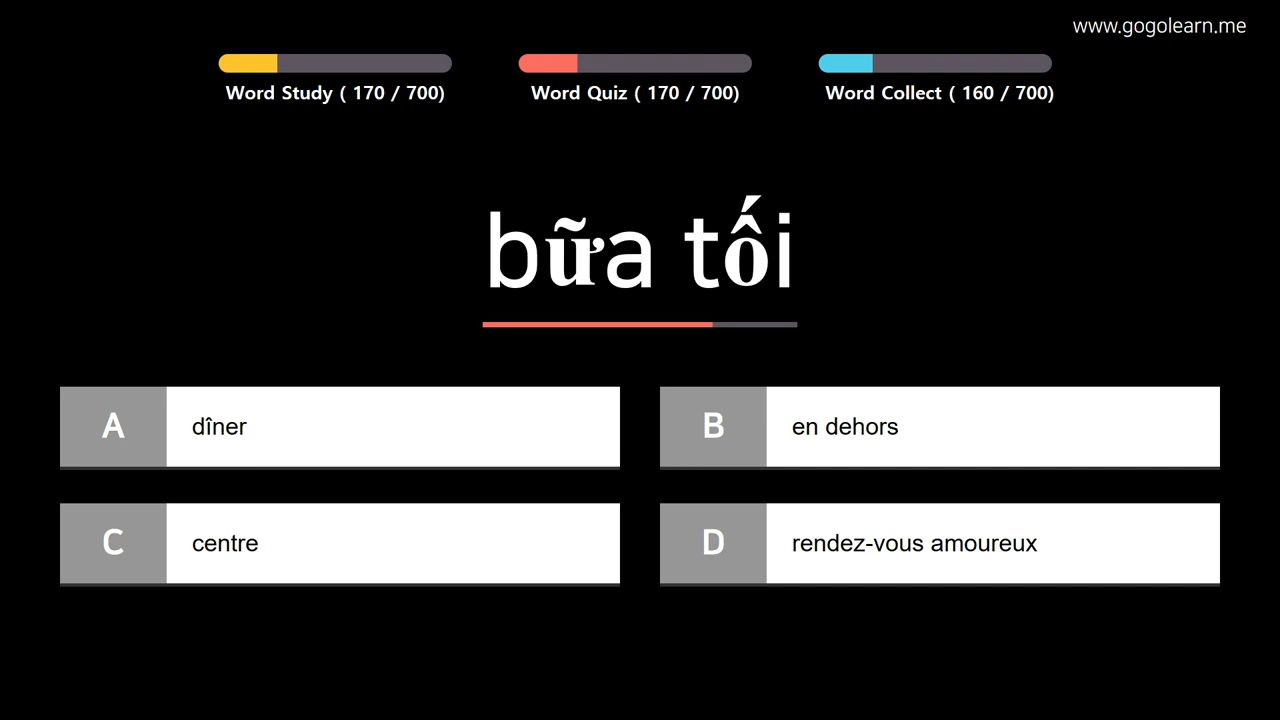 www.gogolearn.me
Word Study ( 170 / 700)
Word Quiz ( 170 / 700)
Word Collect ( 160 / 700)
bữa tối
A dîner
B en dehors
C centre
D rendez-vous amoureux